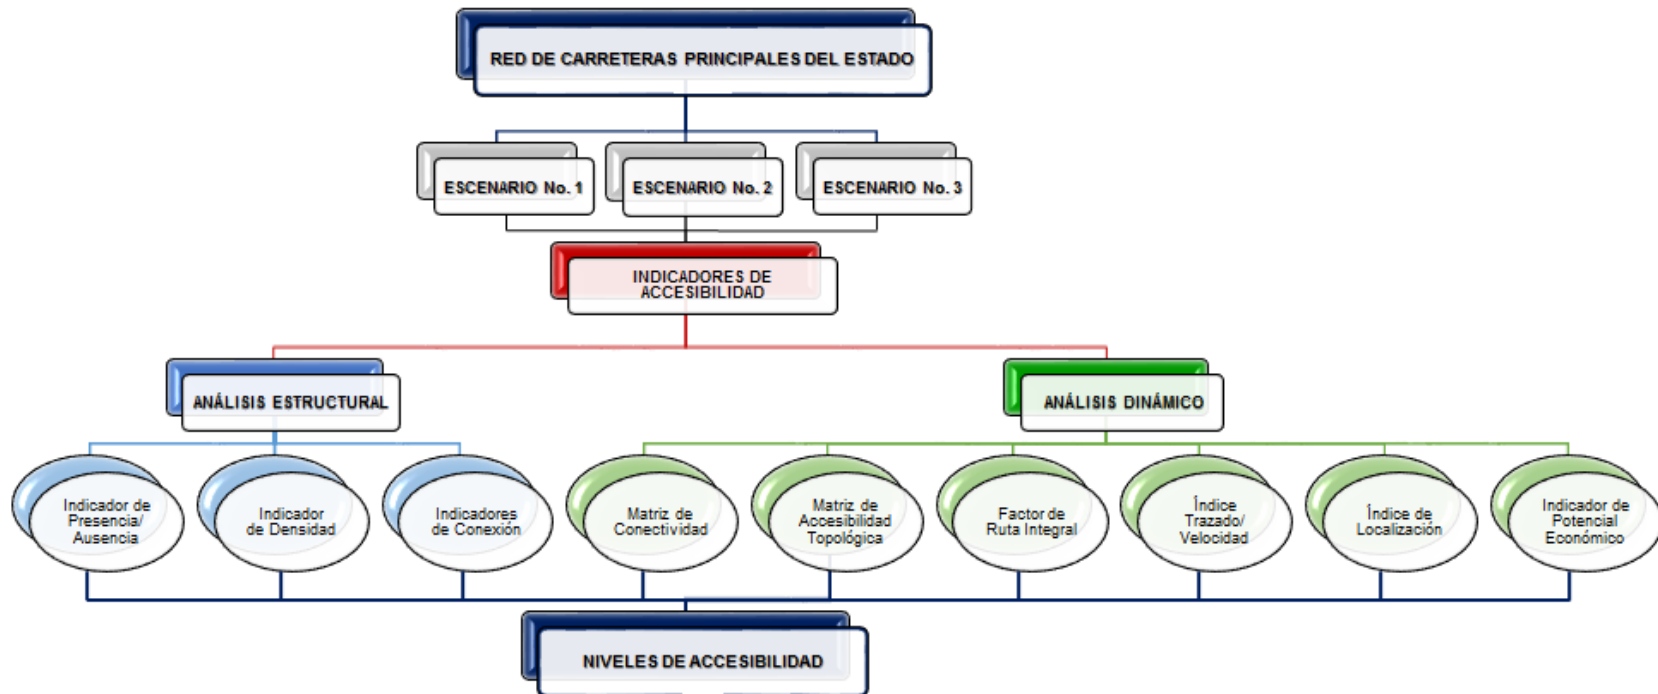 RED DE CARRETERAS PRINCIPALES DEL ESTADO
ESCENARIO No. 1
ESCENARIO No. 2
ESCENARIO No. 3
INDICADORES DE
ACCESIBILIDAD
ANÁLISIS ESTRUCTURAL
ANÁLISIS DINÁMICO
Indicador de
Presencia/
Ausencia
Indicador
de Densidad
Indicadores
de Conexión
Matriz de
Conectividad
Matriz de
Accesibilidad
Topológica
Factor de
Ruta Integral
Índice
Trazado/
Velocidad
Índice de
Localización
Indicador de
Potencial
Económico
NIVELES DE ACCESIBILIDAD